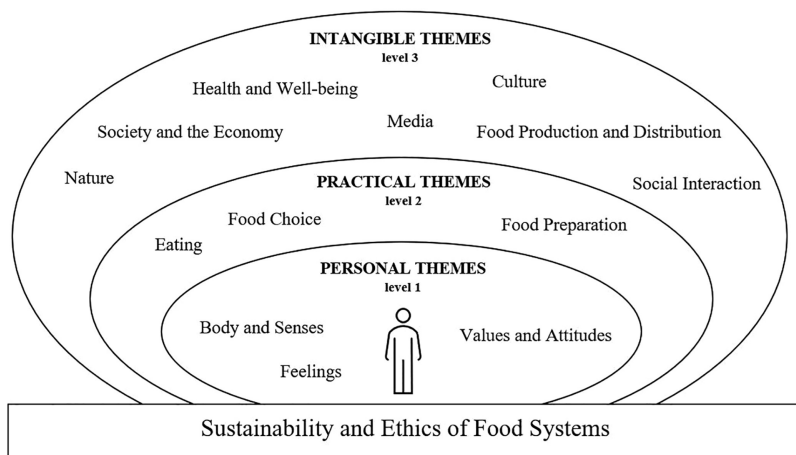 INTANGIBLE THEMES
level 3
Health and Well-being
Culture
Society and the Economy
Media
Food Production and Distribution
Nature
Social Interaction
PRACTICAL THEMES
level 2
Food Choice
Food Preparation
Eating
PERSONAL THEMES
level 1
Body and Senses
Values and Attitudes
Feelings
Sustainability and Ethics of Food Systems